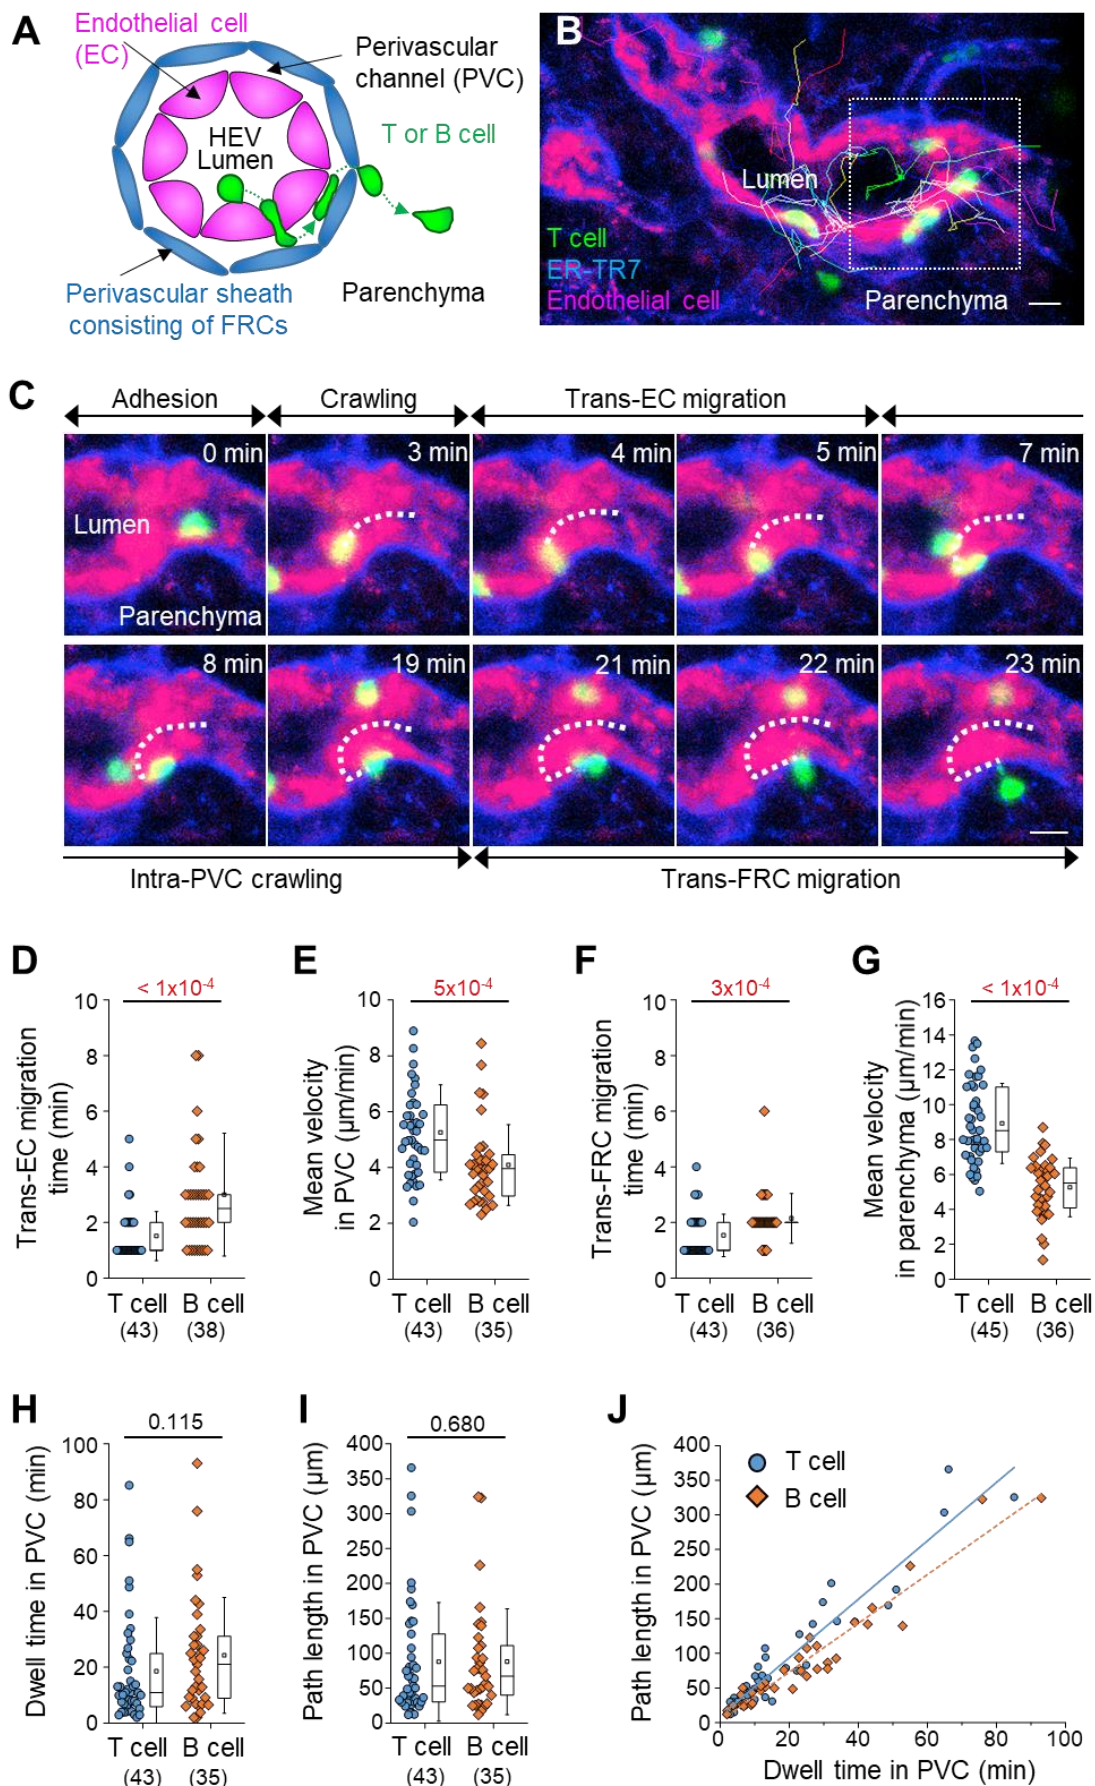 A
Endothelial cell
(EC)
Perivascular
channel (PVC)
HEV
Lumen
T or B cell
Perivascular sheath
consisting of FRCs
Parenchyma
B
Lumen
T cell
ER-TR7
Endothelial cell
Parenchyma
C
Adhesion
Crawling
Trans-EC migration
0 min
3 min
4 min
5 min
7 min
Lumen
Parenchyma
8 min
19 min
21 min
22 min
23 min
Intra-PVC crawling
Trans-FRC migration
D
< 1x10-4
Trans-EC migration
time (min)
10
8
6
4
2
0
T cell
(43)
B cell
(38)
E
5x10-4
Mean velocity
in PVC (µm/min)
10
8
6
4
2
0
T cell
(43)
B cell
(35)
F
3x10-4
Trans-FRC migration
time (min)
10
8
6
4
2
0
T cell
(43)
B cell
(36)
G
< 1x10-4
Mean velocity
in parenchyma (µm/min)
16
14
12
10
8
6
4
2
0
T cell
(45)
B cell
(36)
H
0.115
Dwell time in PVC (min)
100
80
60
40
20
0
T cell
(43)
B cell
(35)
I
0.680
Path length in PVC (µm)
400
350
300
250
200
150
100
50
0
T cell
(43)
B cell
(35)
J
T cell
B cell
Path length in PVC (µm)
400
350
300
250
200
150
100
50
0
0
20
40
60
80
100
Dwell time in PVC (min)